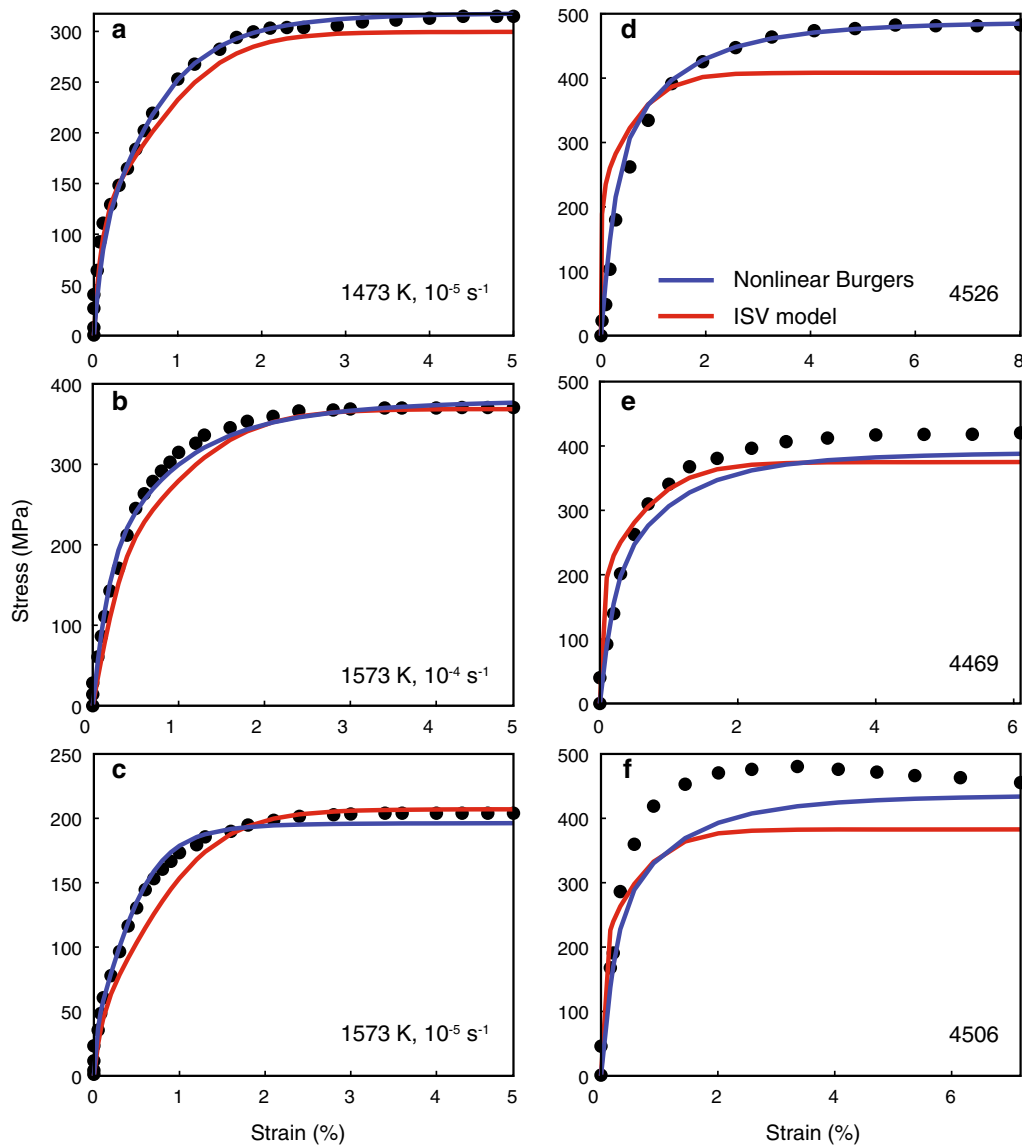 a
300
250
200
150
100
50
0
0 1 2 3 4 5
1473 K, 10⁻⁵ s⁻¹
d
500
400
300
200
100
0
0 2 4 6 8
Nonlinear Burgers
ISV model
4526
b
400
300
200
100
0
0 1 2 3 4 5
1573 K, 10⁻⁴ s⁻¹
Stress (MPa)
e
500
400
300
200
100
0
0 2 4 6
4469
c
250
200
150
100
50
0
0 1 2 3 4 5
1573 K, 10⁻⁵ s⁻¹
Strain (%)
f
500
400
300
200
100
0
0 2 4 6
4506
Strain (%)